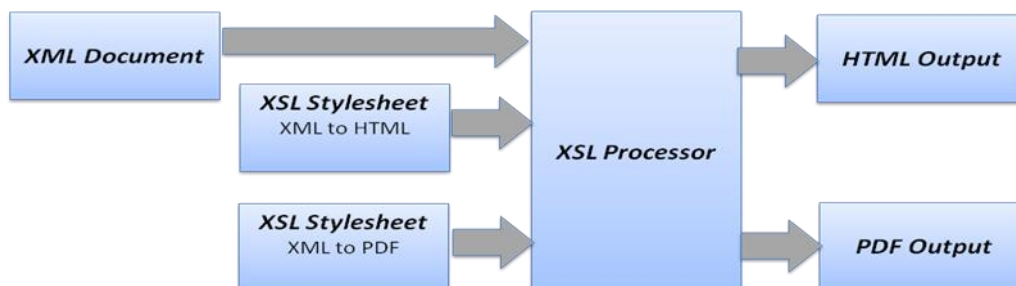 XML Document
XSL Stylesheet
XML to HTML
XSL Stylesheet
XML to PDF
XSL Processor
HTML Output
PDF Output